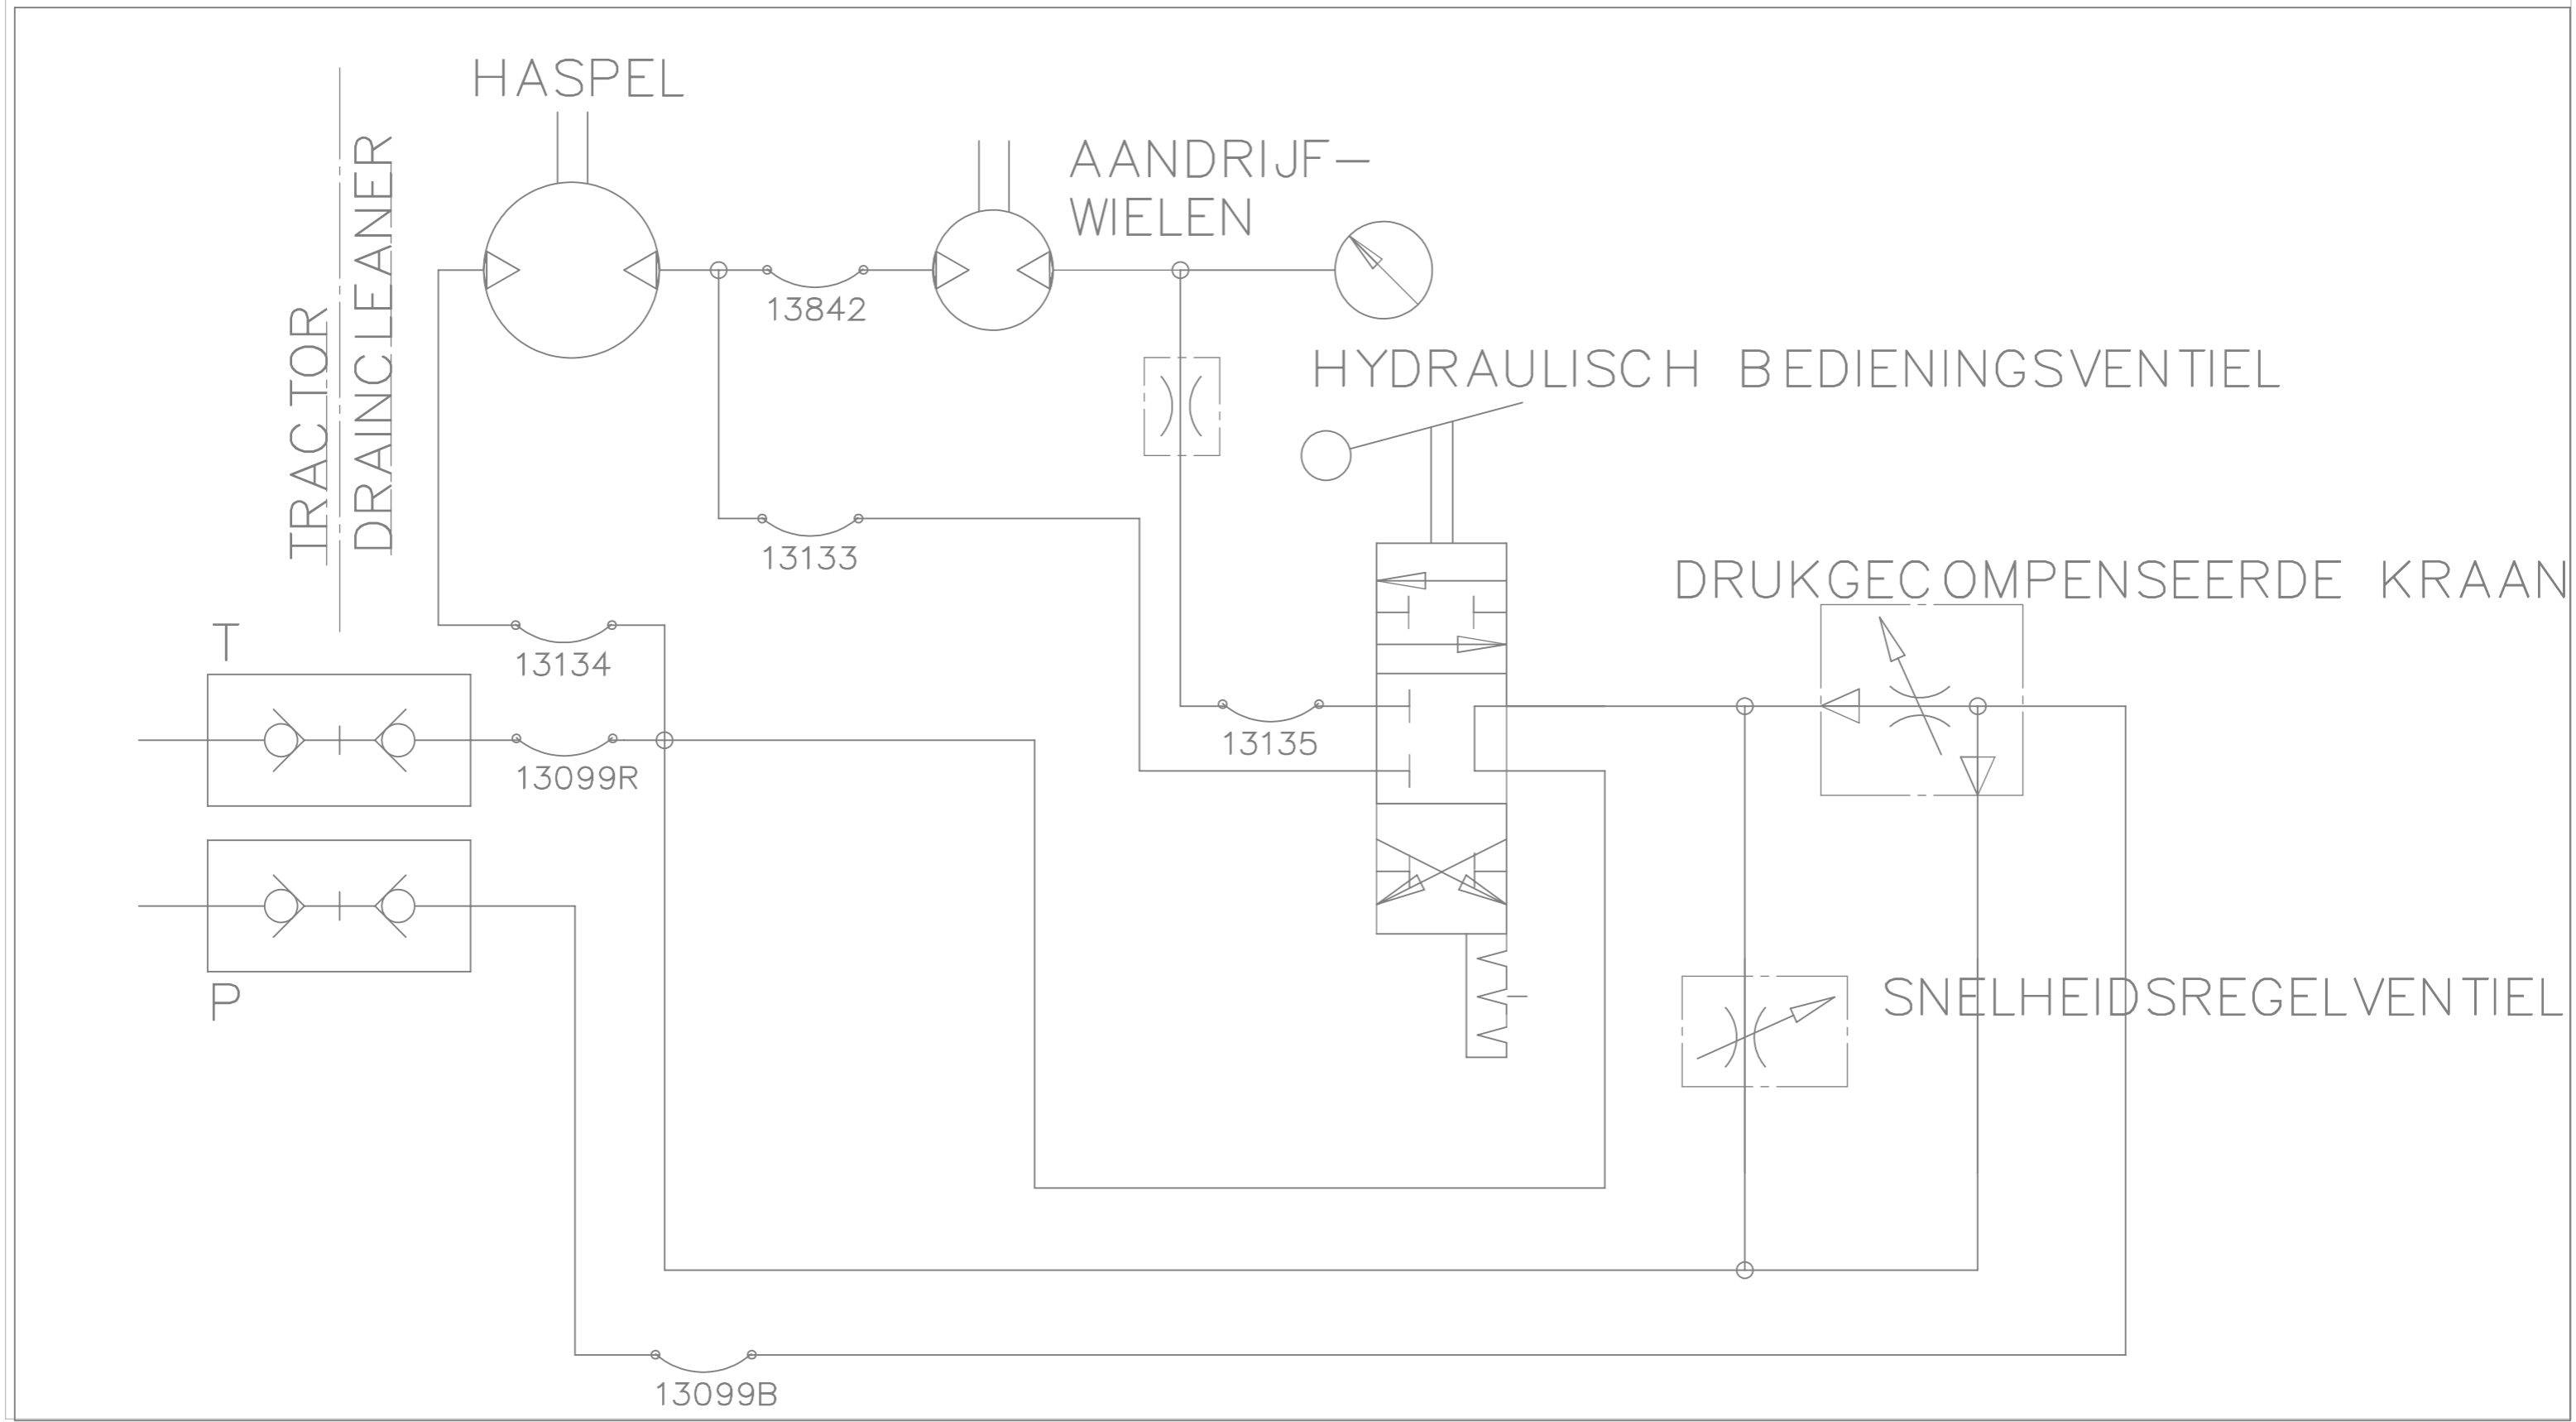 HASPEL
AANDRIJF-
WIELEN
TRACTOR
DRAINCLEANER
13842
HYDRAULISCH BEDIENINGSVENTIEL
13133
DRUKGECOMPENSEERDE KRAAN
T
13134
13135
13099R
P
SNELHEIDSREGELVENTIEL
13099B